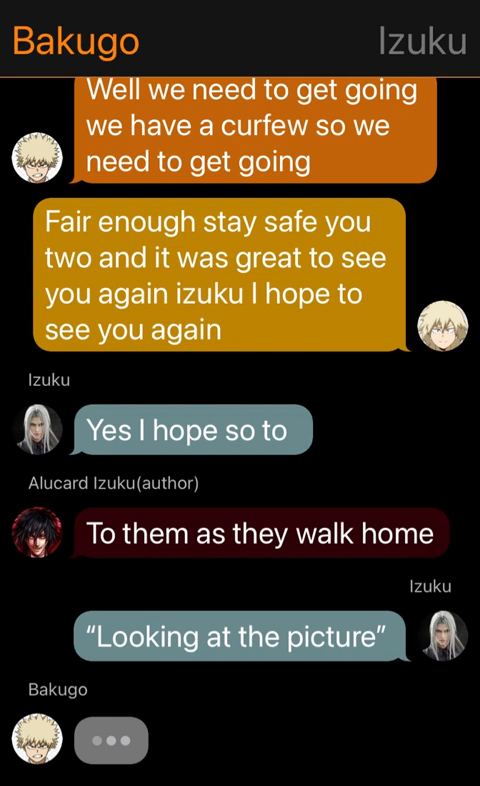 Bakugo Izuku
Well we need to get going
we have a curfew so we
need to get going
Fair enough stay safe you
two and it was great to see
you again izuku I hope to
see you again
Izuku
Yes I hope so to
Alucard Izuku(author)
To them as they walk home
Izuku
“Looking at the picture”
Bakugo